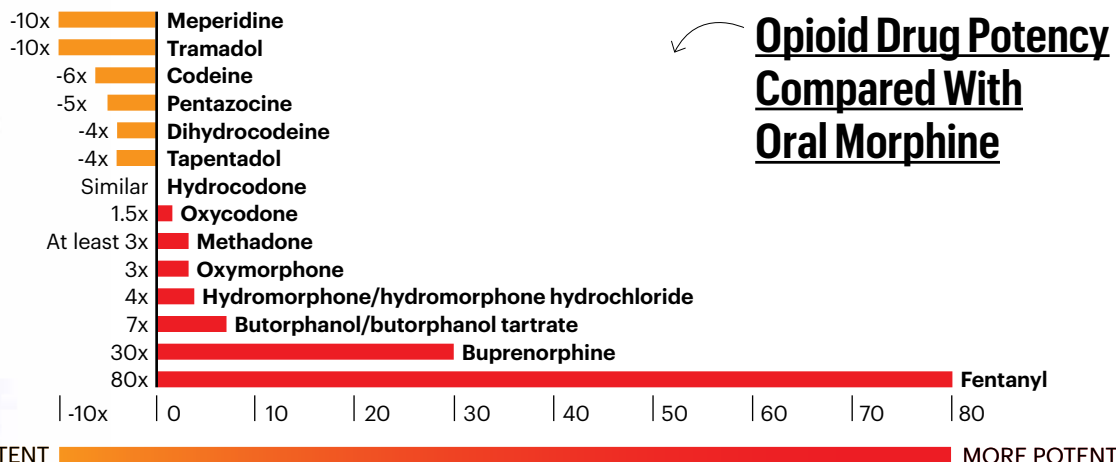 Opioid Drug Potency
Compared With
Oral Morphine
-10x Meperidine
-10x Tramadol
-6x Codeine
-5x Pentazocine
-4x Dihydrocodeine
-4x Tapentadol
Similar Hydrocodone
1.5x Oxycodone
At least 3x Methadone
3x Oxymorphone
4x Hydromorphone/hydromorphone hydrochloride
7x Butorphanol/butorphanol tartrate
30x Buprenorphine
80x Fentanyl
-10x 0 10 20 30 40 50 60 70 80
TENT MORE POTENT